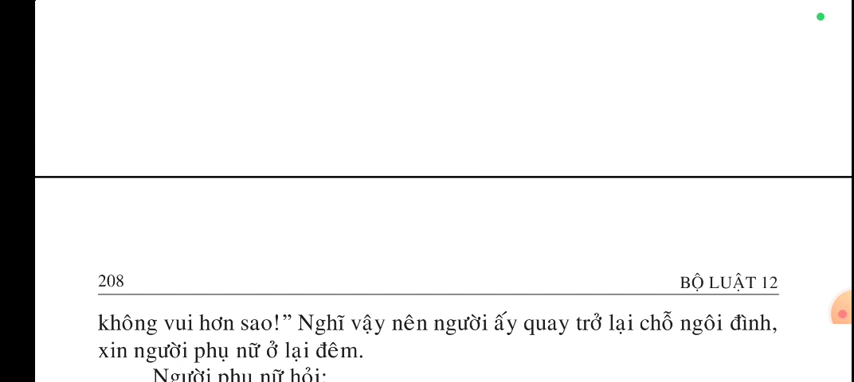 208 BỘ LUẬT 12
không vui hơn sao!” Nghĩ vậy nên người ấy quay trở lại chỗ ngôi đình,
xin người phụ nữ ở lại đêm.
Người phụ nữ hỏi: